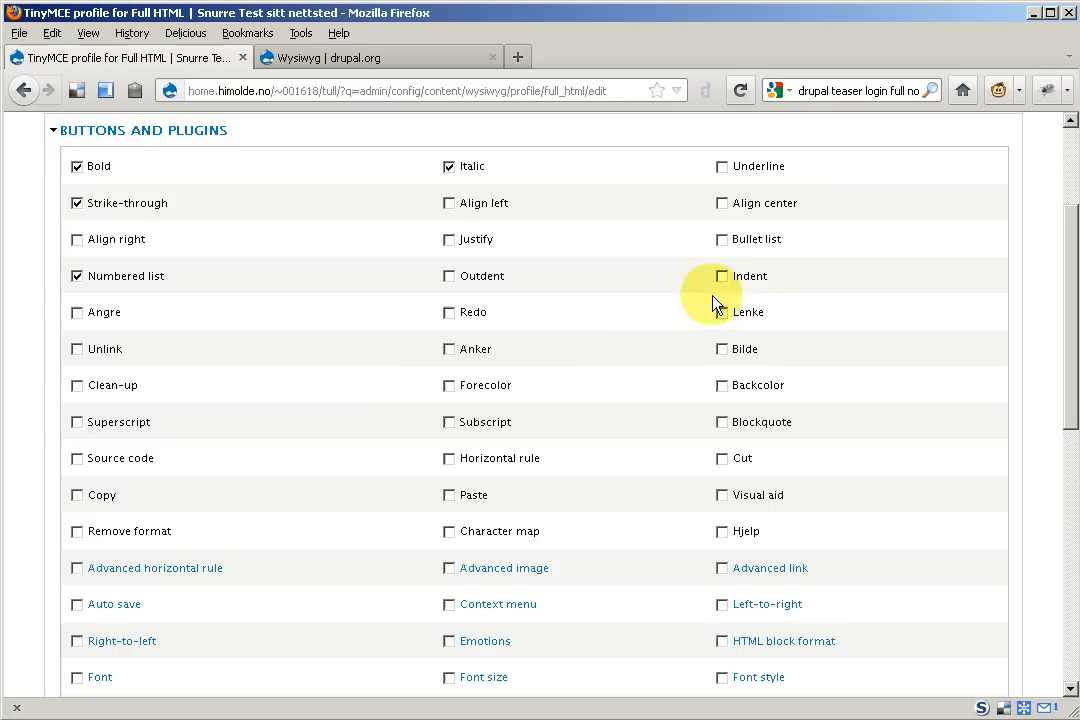 TinyMCE profile for Full HTML | Snurre Test sitt nettsted - Mozilla Firefox
File Edit View History Delicious Bookmarks Tools Help
TinyMCE profile for Full HTML | Snurre Te... Wysiwyg | drupal.org
home.himolde.no/~001618/tull/?q=admin/config/content/wysiwyg/profile/full_html/edit drupal teaser login full no
BUTTONS AND PLUGINS
Bold Italic Underline
Strike-through Align left Align center
Align right Justify Bullet list
Numbered list Outdent Indent
Angre Redo Lenke
Unlink Anker Bilde
Clean-up Forecolor Backcolor
Superscript Subscript Blockquote
Source code Horizontal rule Cut
Copy Paste Visual aid
Remove format Character map Hjelp
Advanced horizontal rule Advanced image Advanced link
Auto save Context menu Left-to-right
Right-to-left Emotions HTML block format
Font Font size Font style
1